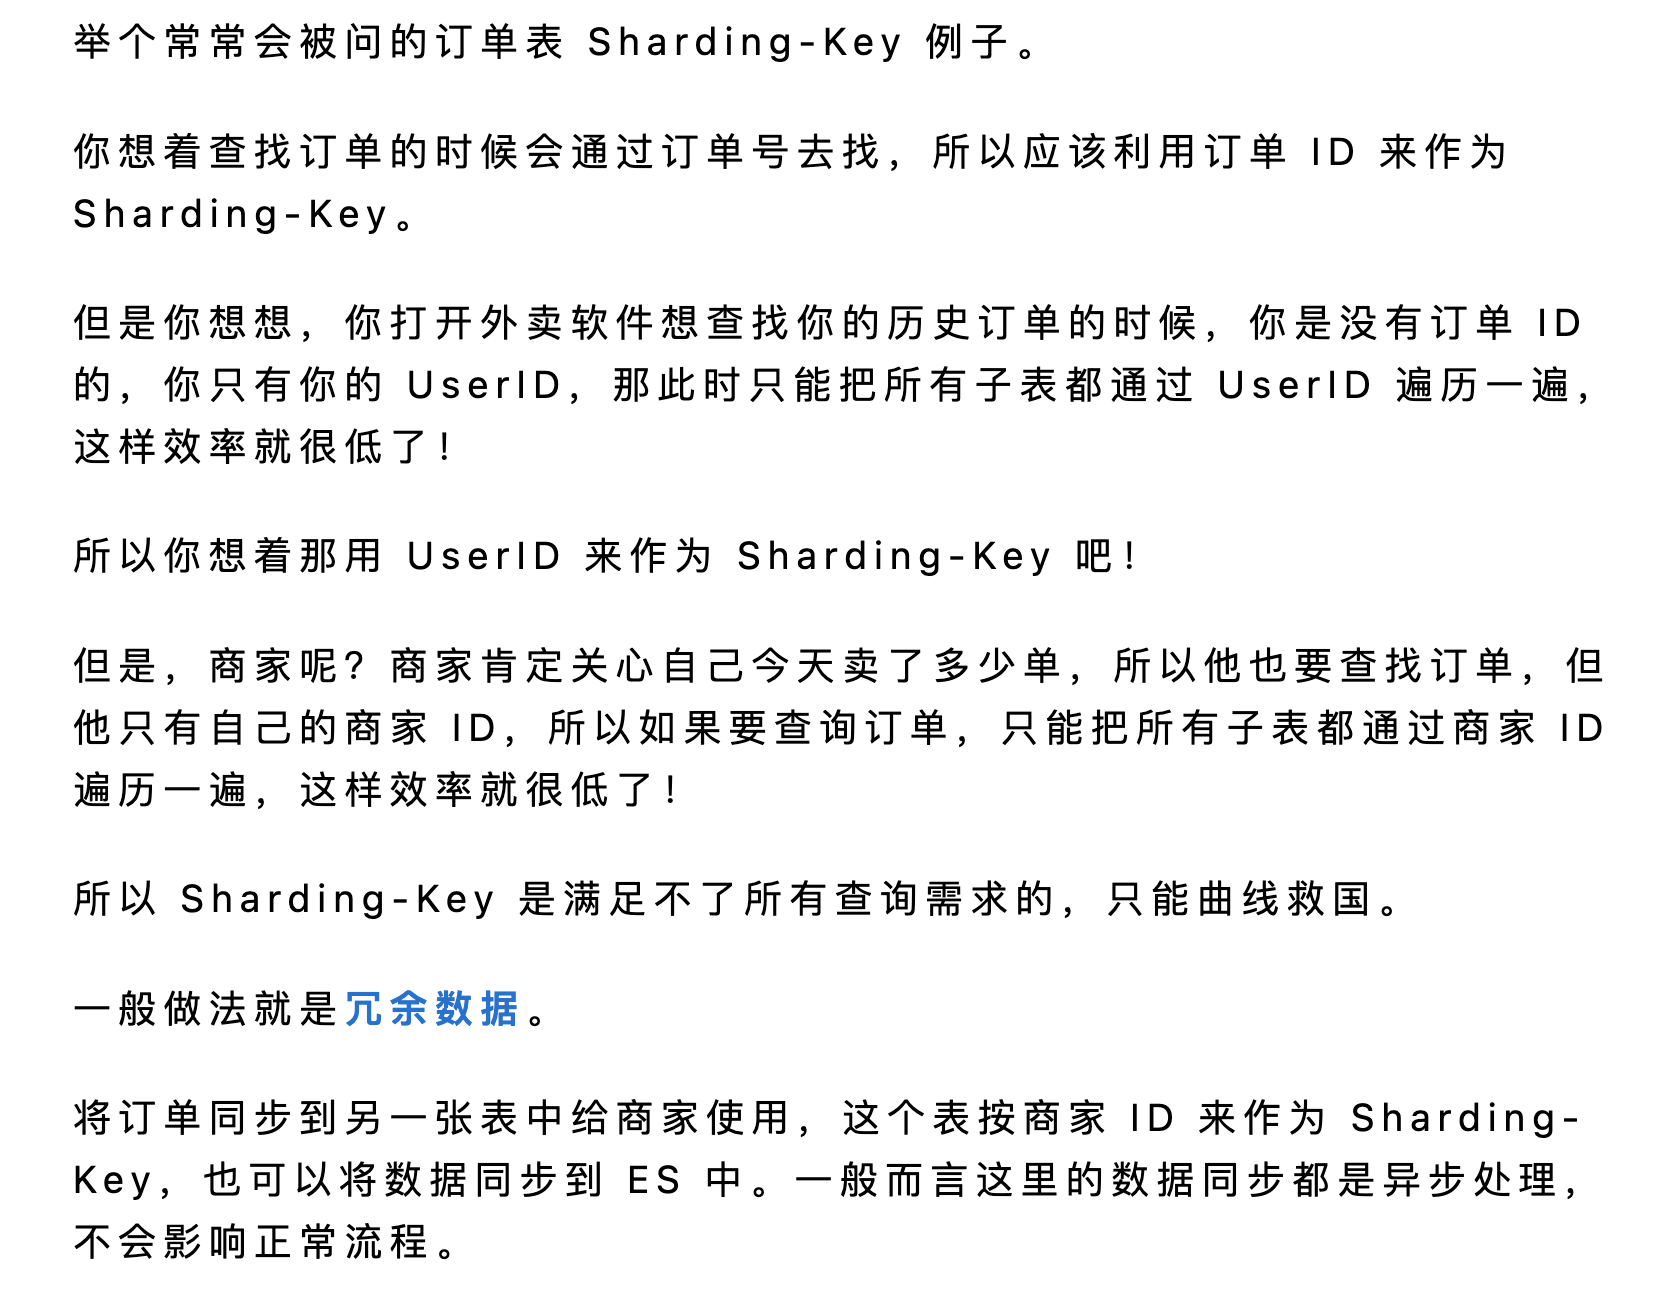 举个常常会被问的订单表 Sharding-Key 例子。
你想着查找订单的时候会通过订单号去找，所以应该利用订单 ID 来作为
Sharding-Key。
但是你想想，你打开外卖软件想查找你的历史订单的时候，你是没有订单 ID
的，你只有你的 UserID，那此时只能把所有子表都通过 UserID 遍历一遍，
这样效率就很低了！
所以你想着那用 UserID 来作为 Sharding-Key 吧！
但是，商家呢？商家肯定关心自己今天卖了多少单，所以他也要查找订单，但
他只有自己的商家 ID，所以如果要查询订单，只能把所有子表都通过商家 ID
遍历一遍，这样效率就很低了！
所以 Sharding-Key 是满足不了所有查询需求的，只能曲线救国。
一般做法就是冗余数据。
将订单同步到另一张表中给商家使用，这个表按商家 ID 来作为 Sharding-
Key，也可以将数据同步到 ES 中。一般而言这里的数据同步都是异步处理，
不会影响正常流程。